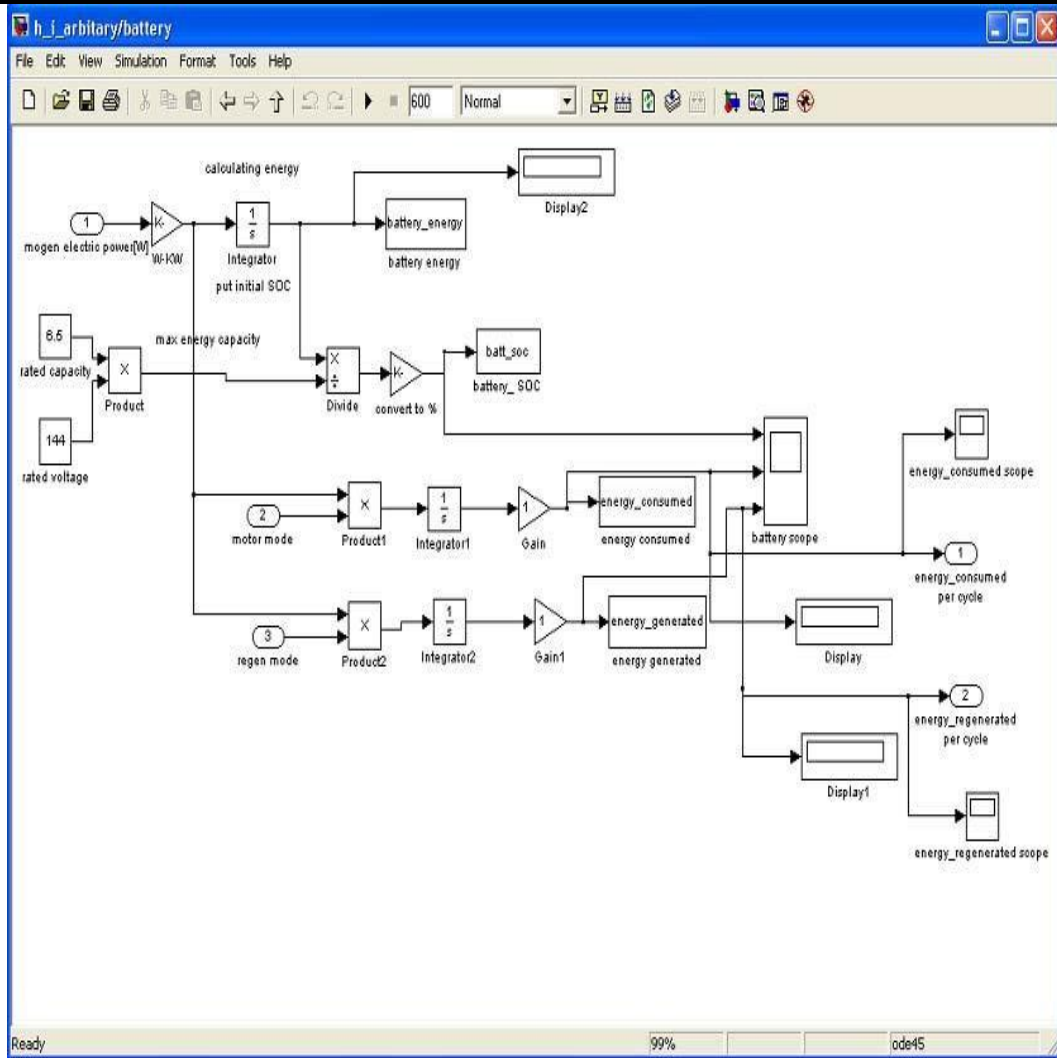 h_i_arbitary/battery
File Edit View Simulation Format Tools Help
600 Normal
calculating energy
Display2
1
mogen electric power[W]
K-
W-KW
1
s
Integrator
put initial SOC
battery_energy
battery energy
6.5
rated capacity
max energy capacity
X
Product
144
rated voltage
X
÷
Divide
K-
convert to %
batt_soc
battery_ SOC
battery scope
energy_consumed scope
2
motor mode
X
Product1
1
s
Integrator1
1
Gain
energy_consumed
energy consumed
1
energy_consumed
per cycle
3
regen mode
X
Product2
1
s
Integrator2
1
Gain1
energy_generated
energy generated
Display
2
energy_regenerated
per cycle
Display1
energy_regenerated scope
Ready 99% ode45